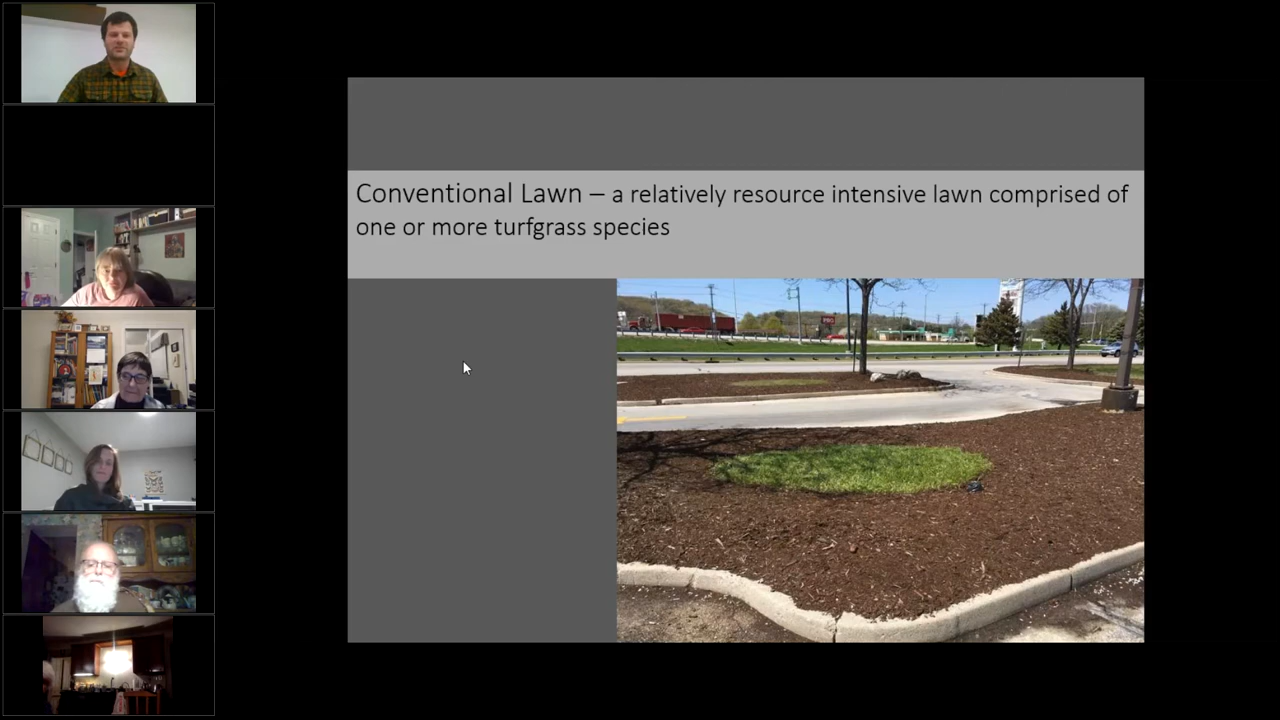 Conventional Lawn – a relatively resource intensive lawn comprised of
one or more turfgrass species